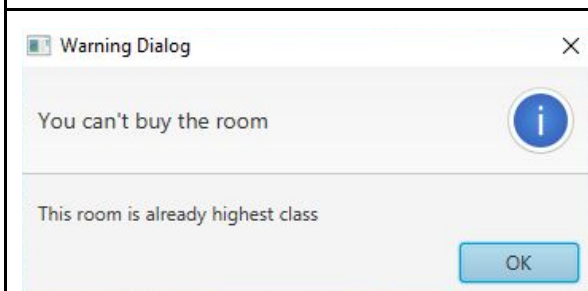 Warning Dialog
You can't buy the room
This room is already highest class
OK